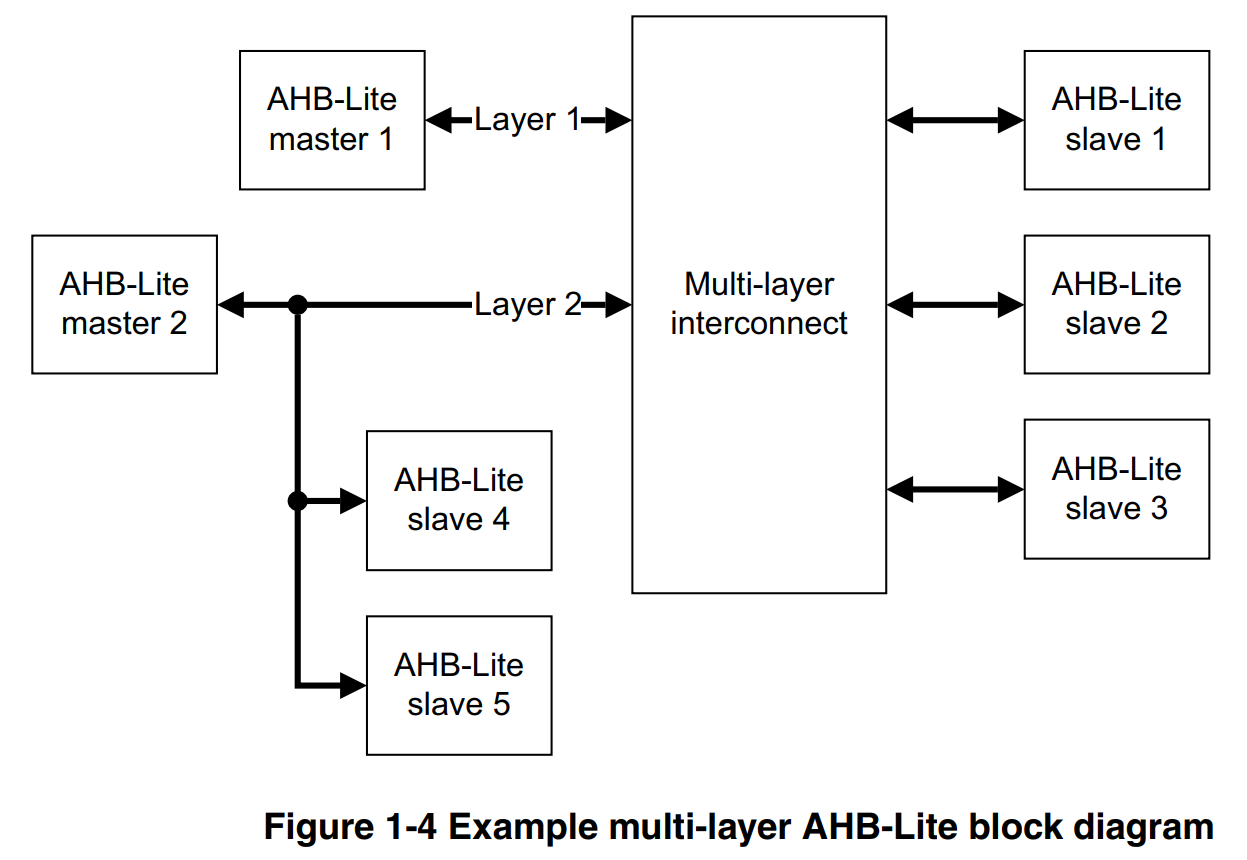 AHB-Lite
master 1
Layer 1
AHB-Lite
slave 1
AHB-Lite
master 2
Layer 2
Multi-layer
interconnect
AHB-Lite
slave 2
AHB-Lite
slave 4
AHB-Lite
slave 3
AHB-Lite
slave 5
Figure 1-4 Example multi-layer AHB-Lite block diagram